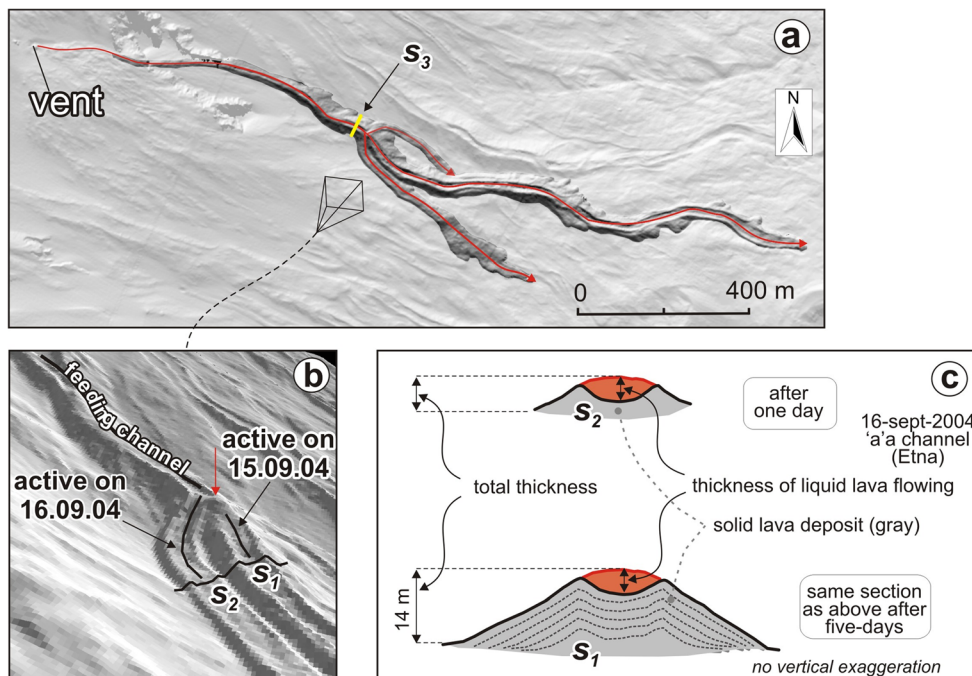 a
S3
vent
N
0 400 m
b
feeding channel
active on
15.09.04
active on
16.09.04
S1
S2
c
after
one day
S2
16-sept-2004
'a'a channel
(Etna)
total thickness
thickness of liquid lava flowing
solid lava deposit (gray)
14 m
same section
as above after
five-days
S1
no vertical exaggeration